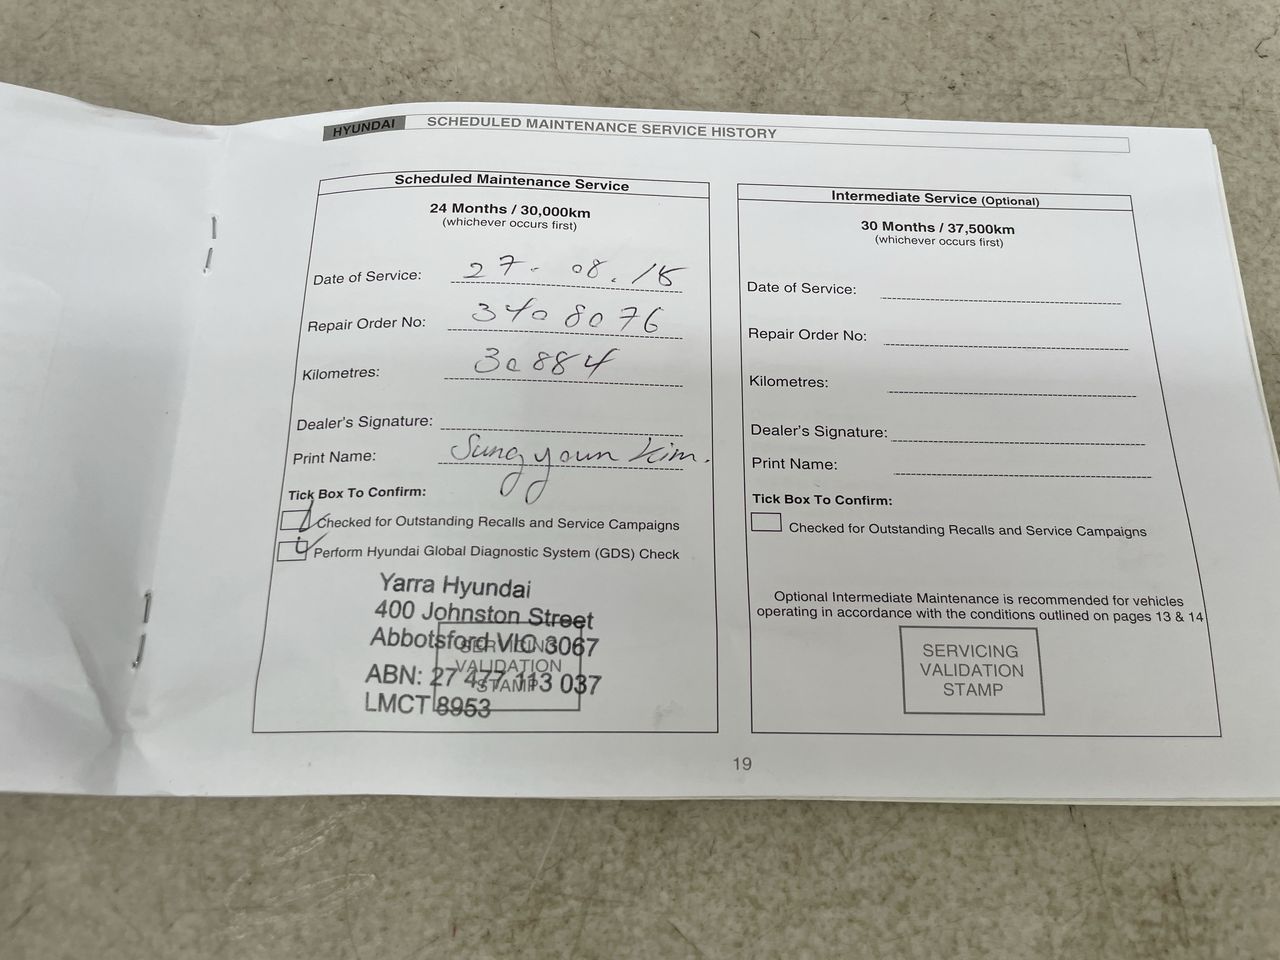 HYUNDAI SCHEDULED MAINTENANCE SERVICE HISTORY
Scheduled Maintenance Service
24 Months / 30,000km
(whichever occurs first)
Date of Service: 27. 08. 15
Repair Order No: 3408076
Kilometres: 30884
Dealer's Signature:
Print Name: Sung youn Kim.
Tick Box To Confirm:
Checked for Outstanding Recalls and Service Campaigns
Perform Hyundai Global Diagnostic System (GDS) Check
Yarra Hyundai
400 Johnston Street
Abbotsford VIC 3067
ABN: 27 477 113 037
LMCT 8953
SERVICING
VALIDATION
STAMP
Intermediate Service (Optional)
30 Months / 37,500km
(whichever occurs first)
Date of Service:
Repair Order No:
Kilometres:
Dealer's Signature:
Print Name:
Tick Box To Confirm:
Checked for Outstanding Recalls and Service Campaigns
Optional Intermediate Maintenance is recommended for vehicles
operating in accordance with the conditions outlined on pages 13 & 14
SERVICING
VALIDATION
STAMP
19